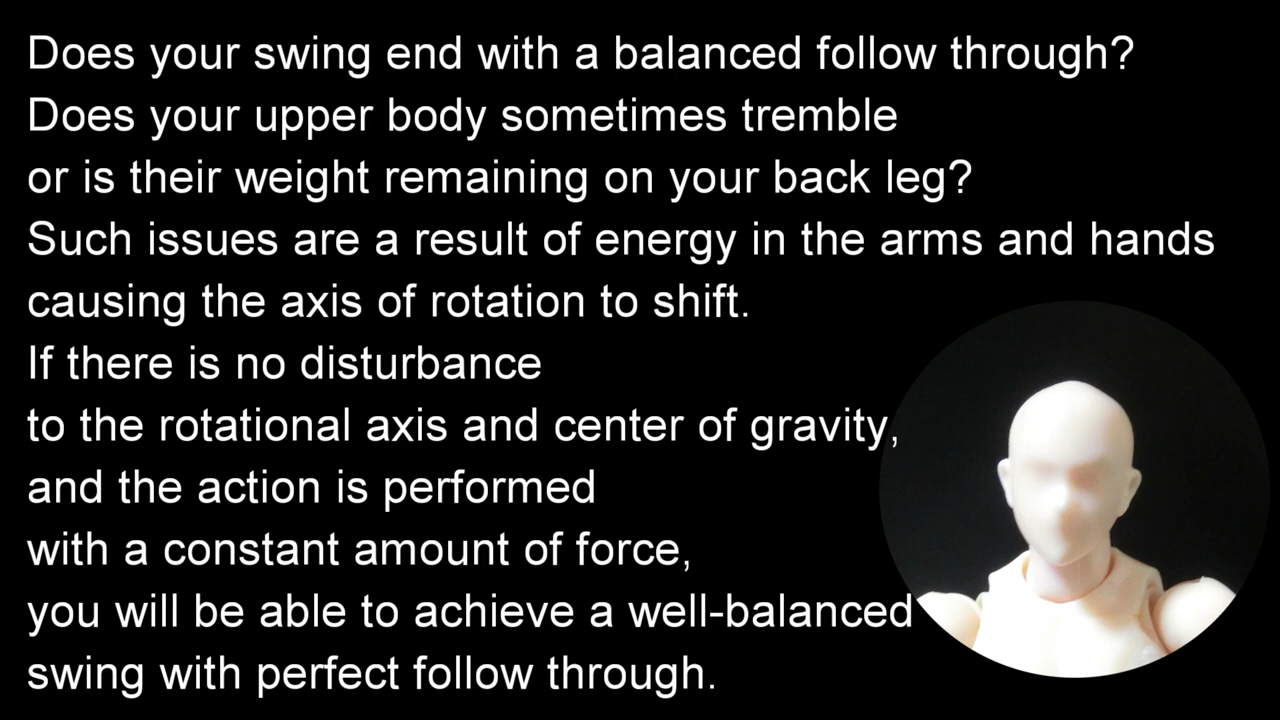 Does your swing end with a balanced follow through?
Does your upper body sometimes tremble
or is their weight remaining on your back leg?
Such issues are a result of energy in the arms and hands
causing the axis of rotation to shift.
If there is no disturbance
to the rotational axis and center of gravity,
and the action is performed
with a constant amount of force,
you will be able to achieve a well-balanced
swing with perfect follow through.